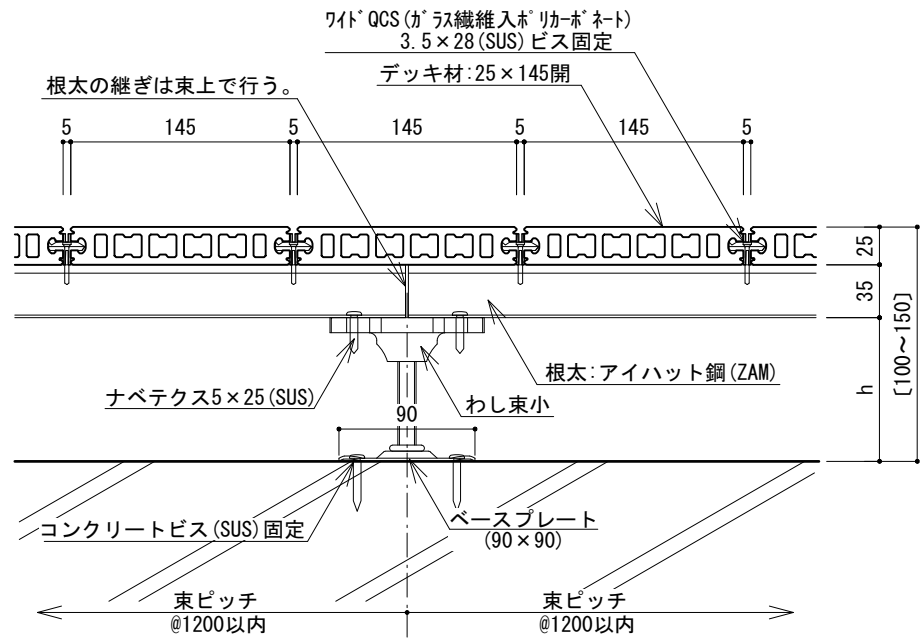 ワイドQCS(ガラス繊維入ポリカーボネート)
3.5×28(SUS)ビス固定
デッキ材:25×145開
根太の継ぎは束上で行う。
5 145 5 145 5 145 5
25
35
h
[100～150]
根太:アイハット鋼(ZAM)
ナベテクス5×25(SUS)
わし束小
90
コンクリートビス(SUS)固定
ベースプレート
(90×90)
束ピッチ
@1200以内
束ピッチ
@1200以内